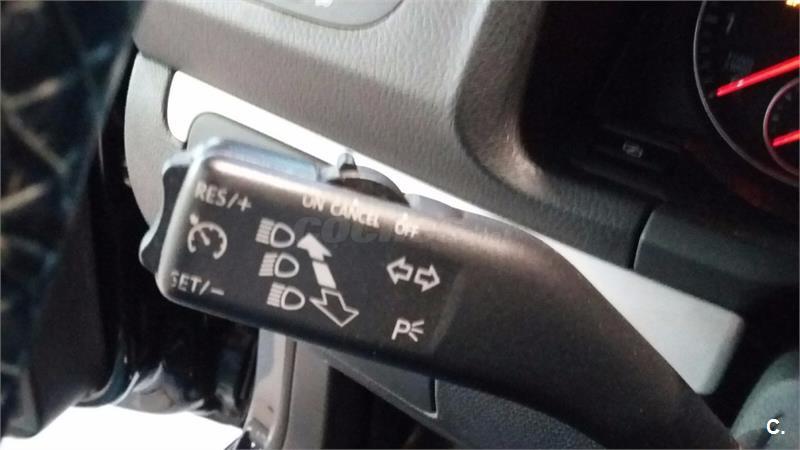 RES/+
ON CANCEL OFF
SET/-
P
C.